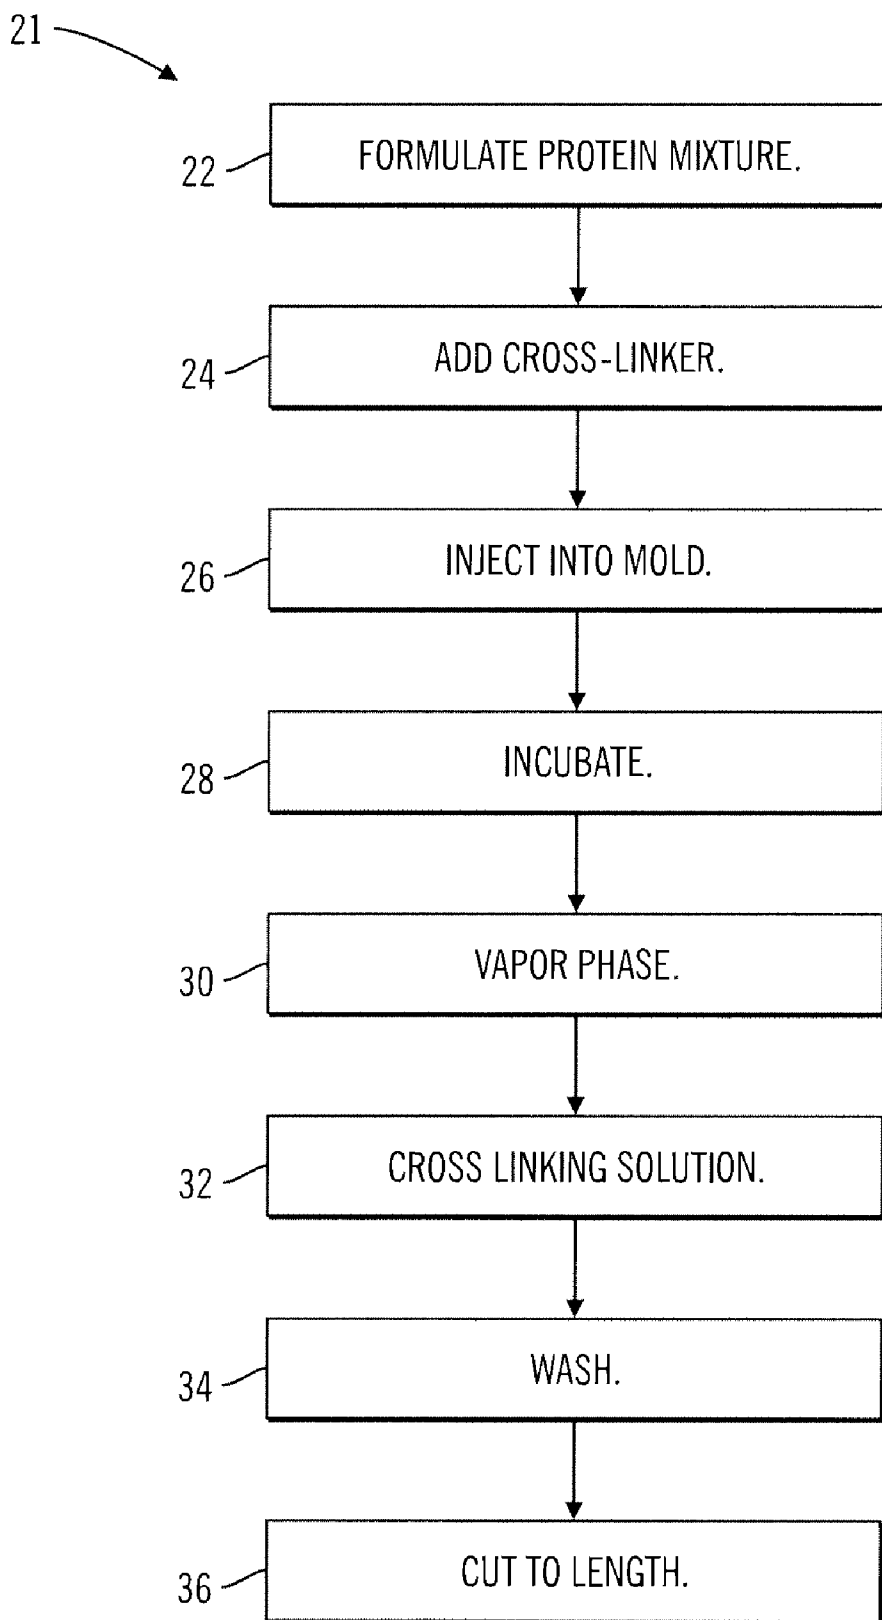 21
22 FORMULATE PROTEIN MIXTURE.
24 ADD CROSS-LINKER.
26 INJECT INTO MOLD.
28 INCUBATE.
30 VAPOR PHASE.
32 CROSS LINKING SOLUTION.
34 WASH.
36 CUT TO LENGTH.